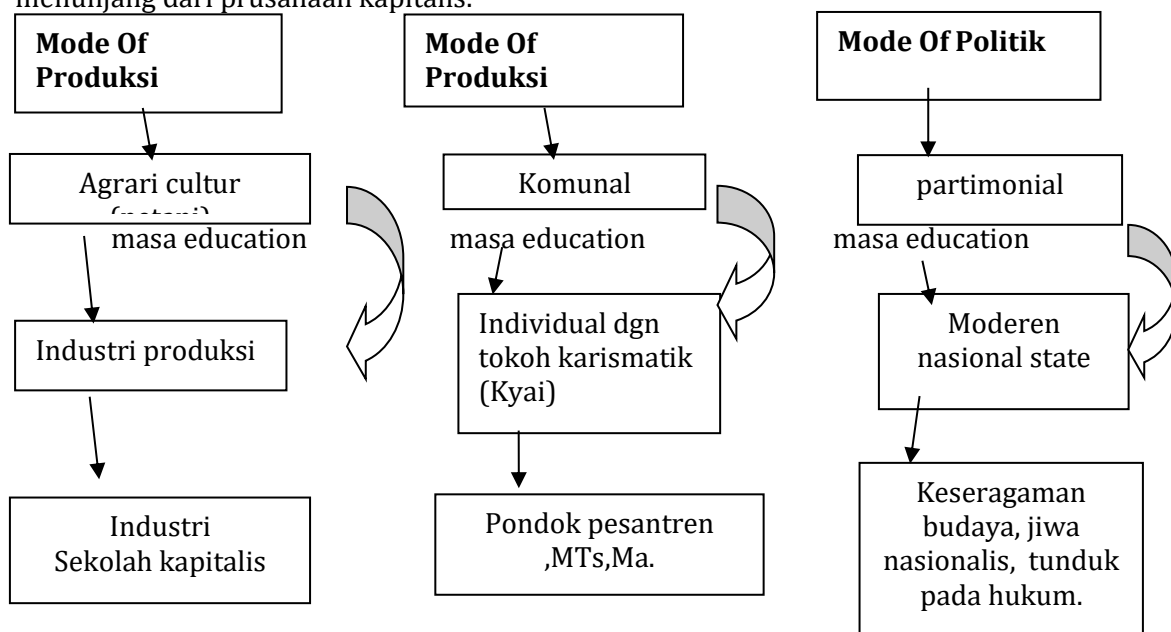 menunjang dari prusahaan kapitalis.
Mode Of
Produksi
Agrari cultur
masa education
Industri produksi
Industri
Sekolah kapitalis
Mode Of
Produksi
Komunal
masa education
Individual dgn
tokoh karismatik
(Kyai)
Pondok pesantren
,MTs,Ma.
Mode Of Politik
partimonial
masa education
Moderen
nasional state
Keseragaman
budaya, jiwa
nasionalis, tunduk
pada hukum.